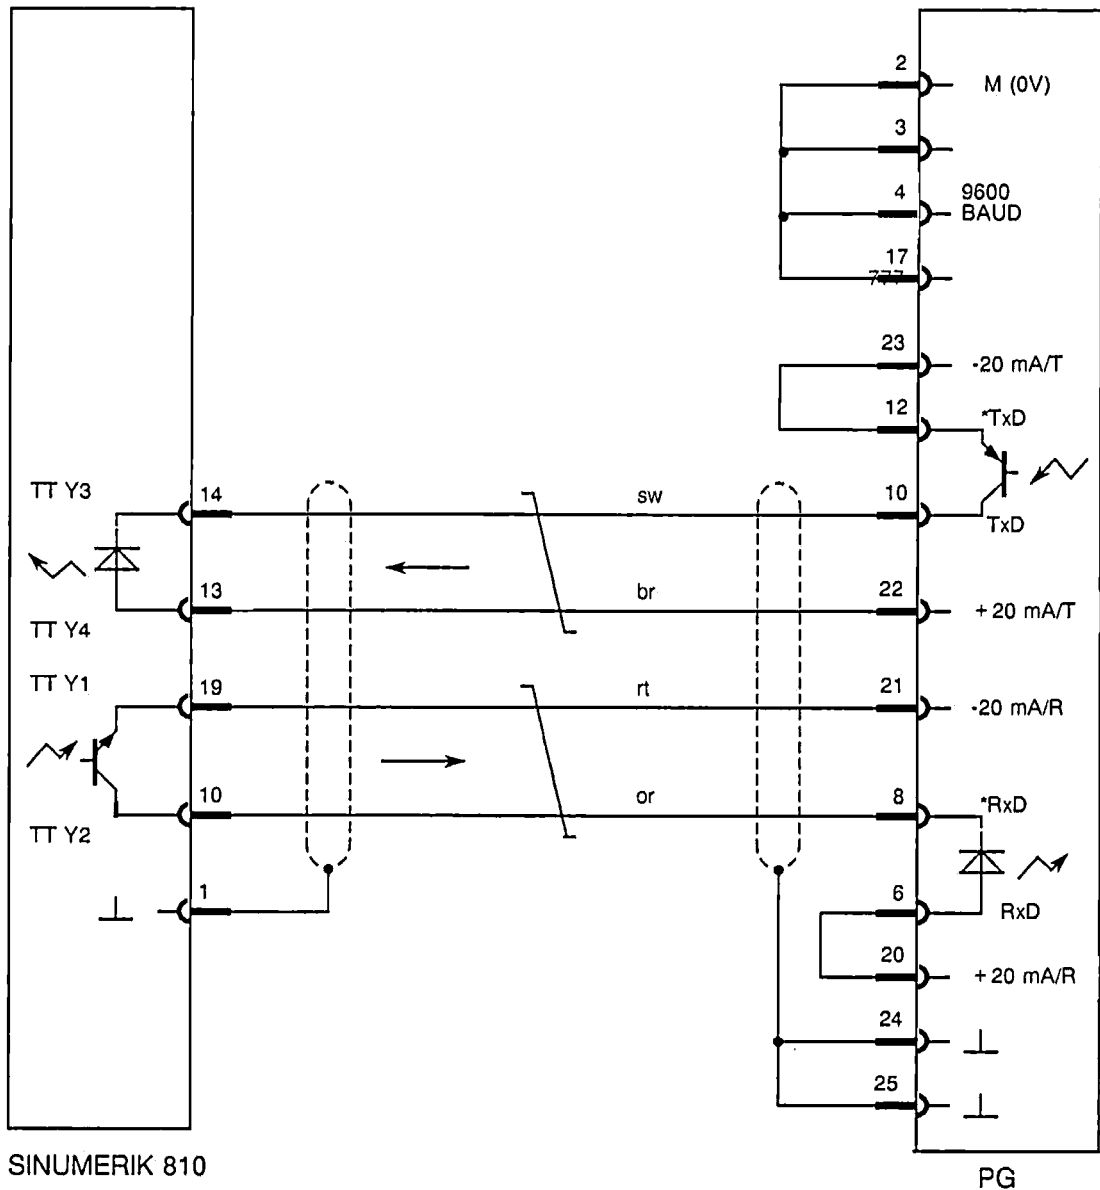 2
M (0V)
3
4
9600
BAUD
17
777
23
-20 mA/T
12
*TxD
TT Y3
14
sw
10
TxD
13
br
22
+20 mA/T
TT Y4
TT Y1
19
rt
21
-20 mA/R
10
or
8
*RxD
TT Y2
1
6
RxD
20
+20 mA/R
24
25
SINUMERIK 810
PG